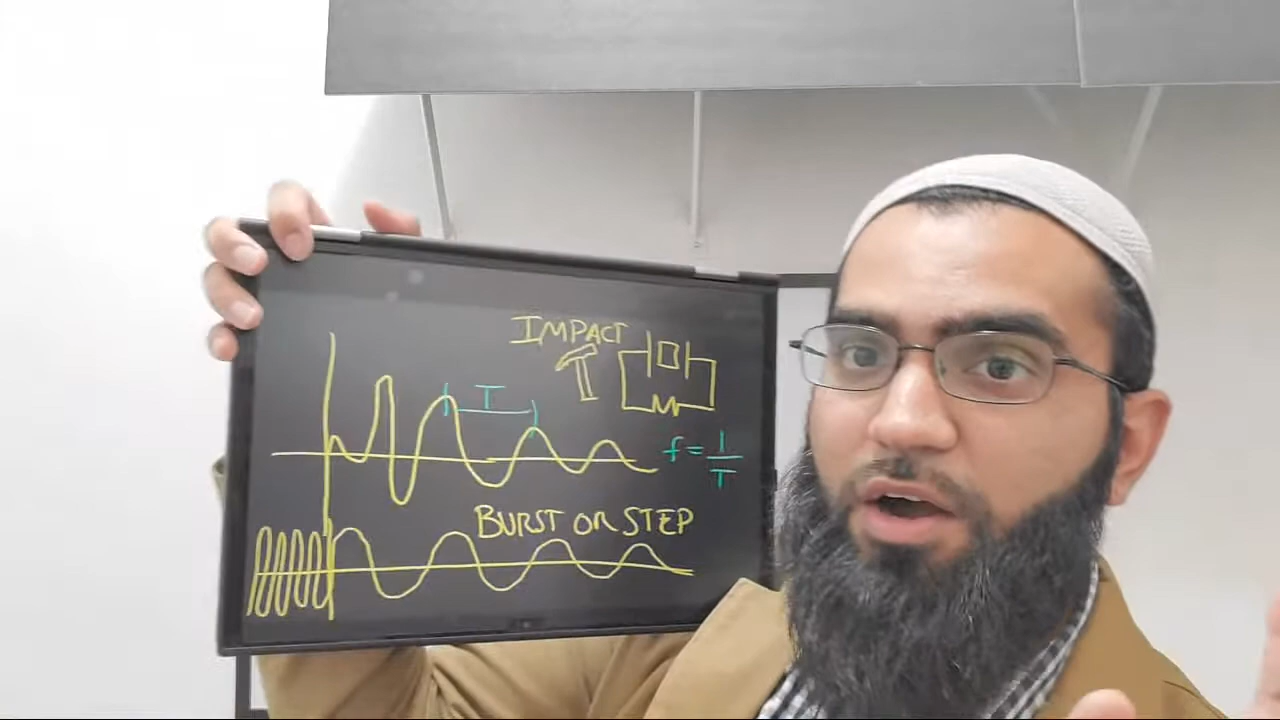 IMPACT
T
f = 1/T
BURST OR STEP